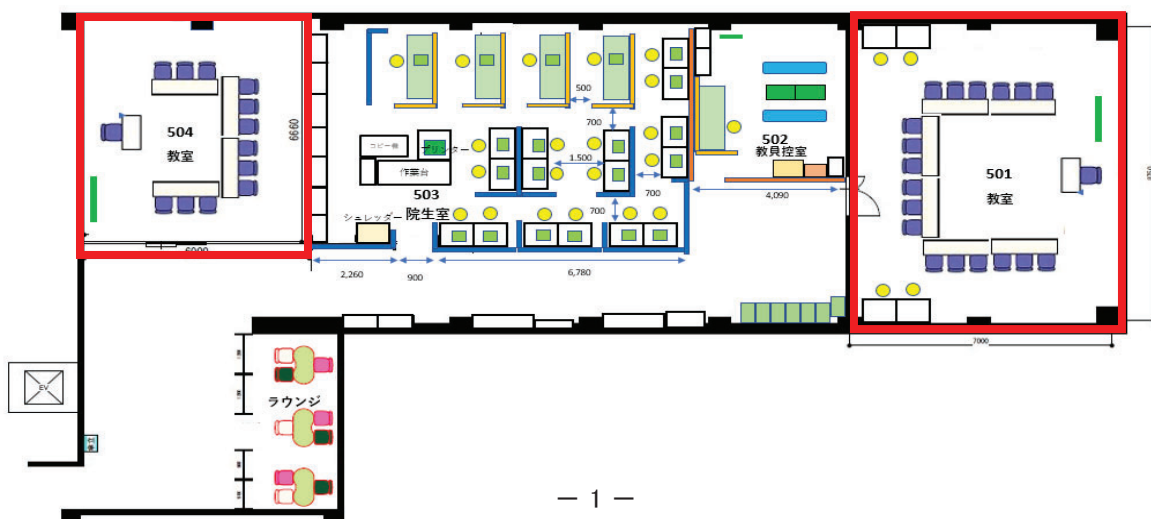 504
教室
6660
6000
コピー機
プリンター
作業台
503
院生室
シュレッダー
500
700
1.500
700
700
2,260
900
6,780
502
教員控室
4,090
501
教室
7000
EV
ラウンジ
― 1 ―